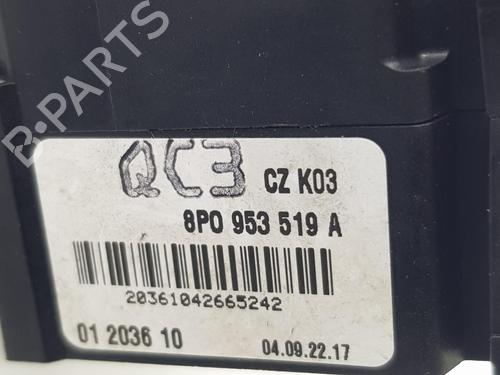 B-PARTS
QC3 CZ K03
8P0 953 519 A
20361042665242
01 2036 10 04.09.22.17